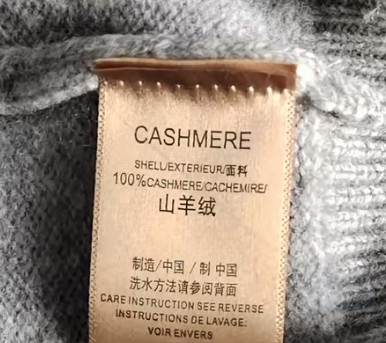 CASHMERE
SHELL/EXTERIEUR/面料
100%CASHMERE/CACHEMIRE/
山羊绒
制造/中国 / 制 中国
洗水方法请参阅背面
CARE INSTRUCTION SEE REVERSE
INSTRUCTIONS DE LAVAGE:
VOIR ENVERS